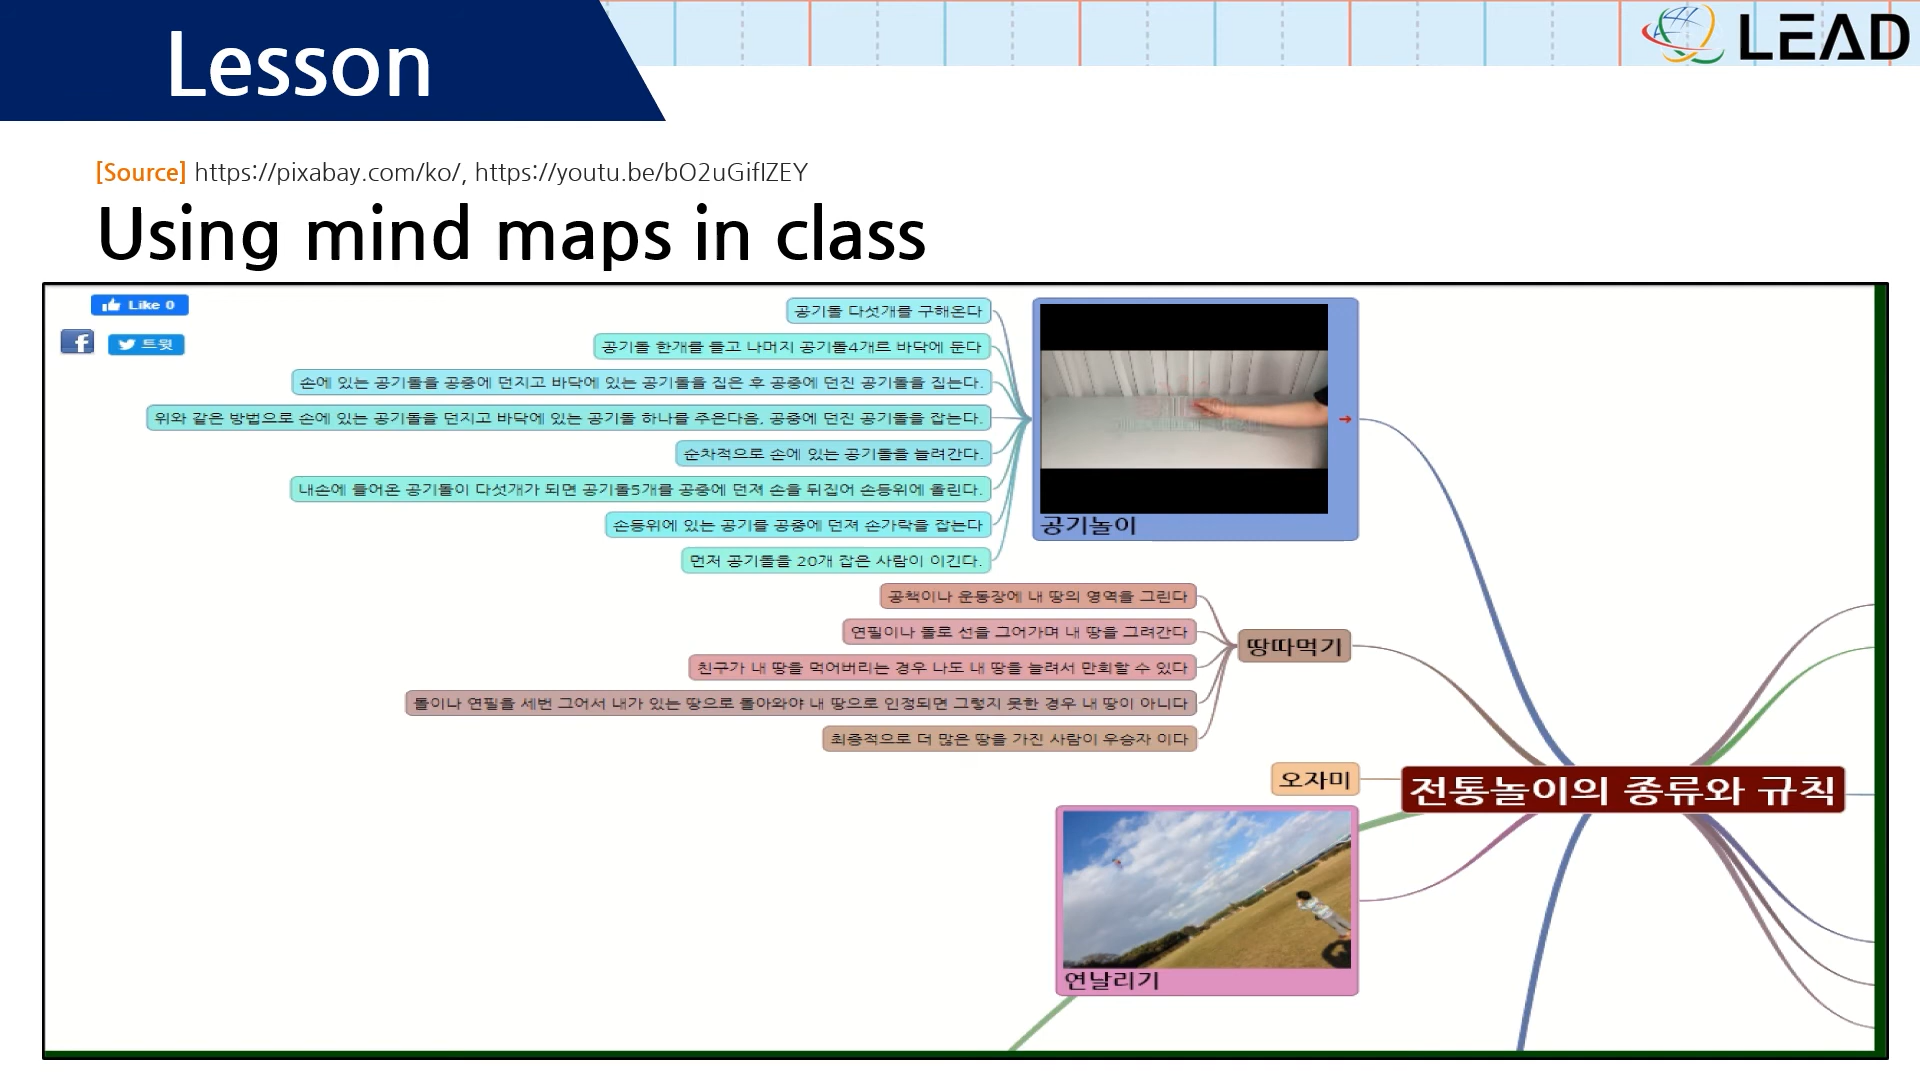 Lesson
LEAD
[Source] https://pixabay.com/ko/, https://youtu.be/bO2uGifIZEY
Using mind maps in class
Like 0
트윗
공기돌 다섯개를 구해온다
공기돌 한개를 들고 나머지 공기돌4개르 바닥에 둔다
손에 있는 공기돌을 공중에 던지고 바닥에 있는 공기돌을 집은 후 공중에 던진 공기돌을 집는다.
위와 같은 방법으로 손에 있는 공기돌을 던지고 바닥에 있는 공기돌 하나를 주은다음, 공중에 던진 공기돌을 잡는다.
순차적으로 손에 있는 공기돌을 늘려간다.
내손에 들어온 공기돌이 다섯개가 되면 공기돌5개를 공중에 던져 손을 뒤집어 손등위에 올린다.
손등위에 있는 공기를 공중에 던져 손가락을 잡는다
먼저 공기돌을 20개 잡은 사람이 이긴다.
공기놀이
공책이나 운동장에 내 땅의 영역을 그린다
연필이나 돌로 선을 그어가며 내 땅을 그려간다
친구가 내 땅을 먹어버리는 경우 나도 내 땅을 늘려서 만회할 수 있다
돌이나 연필을 세번 그어서 내가 있는 땅으로 돌아와야 내 땅으로 인정되면 그렇지 못한 경우 내 땅이 아니다
최종적으로 더 많은 땅을 가진 사람이 우승자 이다
땅따먹기
오자미
전통놀이의 종류와 규칙
연날리기